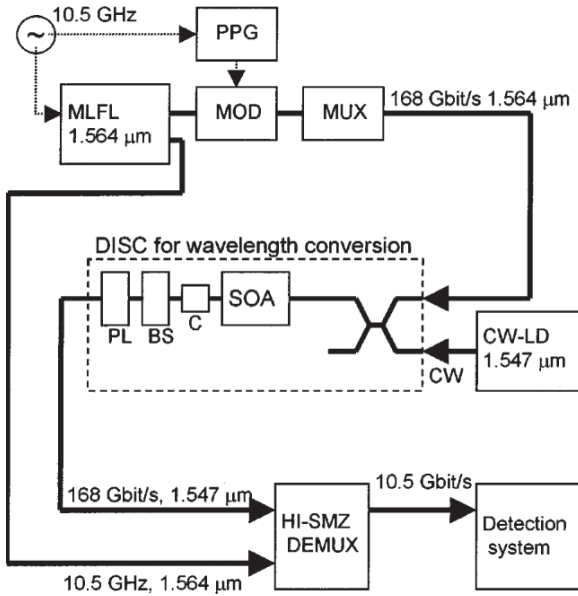 10.5 GHz
~
PPG
MLFL
1.564 μm
MOD
MUX
168 Gbit/s 1.564 μm
DISC for wavelength conversion
PL
BS
C
SOA
CW
CW-LD
1.547 μm
168 Gbit/s, 1.547 μm
10.5 GHz, 1.564 μm
HI-SMZ
DEMUX
10.5 Gbit/s
Detection
system